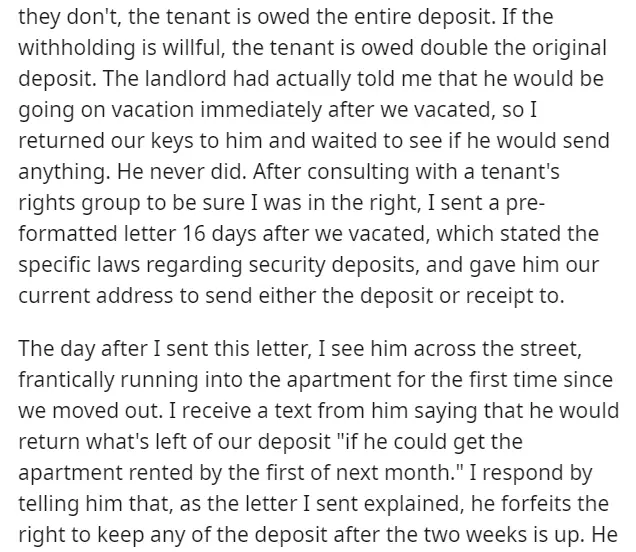 they don't, the tenant is owed the entire deposit. If the
withholding is willful, the tenant is owed double the original
deposit. The landlord had actually told me that he would be
going on vacation immediately after we vacated, so I
returned our keys to him and waited to see if he would send
anything. He never did. After consulting with a tenant's
rights group to be sure I was in the right, I sent a pre-
formatted letter 16 days after we vacated, which stated the
specific laws regarding security deposits, and gave him our
current address to send either the deposit or receipt to.
The day after I sent this letter, I see him across the street,
frantically running into the apartment for the first time since
we moved out. I receive a text from him saying that he would
return what's left of our deposit "if he could get the
apartment rented by the first of next month." I respond by
telling him that, as the letter I sent explained, he forfeits the
right to keep any of the deposit after the two weeks is up. He